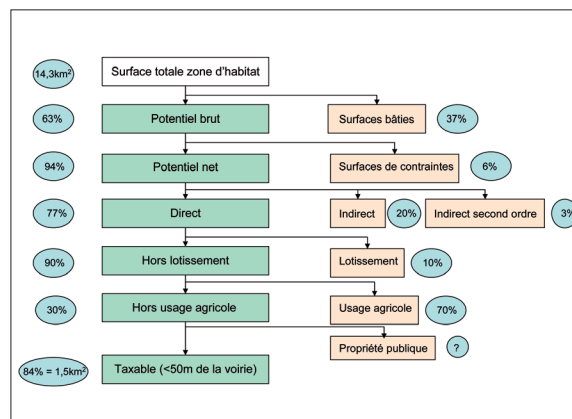 14,3km²
Surface totale zone d'habitat
63%
Potentiel brut
Surfaces bâties
37%
94%
Potentiel net
Surfaces de contraintes
6%
77%
Direct
Indirect
20%
Indirect second ordre
3%
90%
Hors lotissement
Lotissement
10%
30%
Hors usage agricole
Usage agricole
70%
Propriété publique
?
84% = 1,5km²
Taxable (<50m de la voirie)